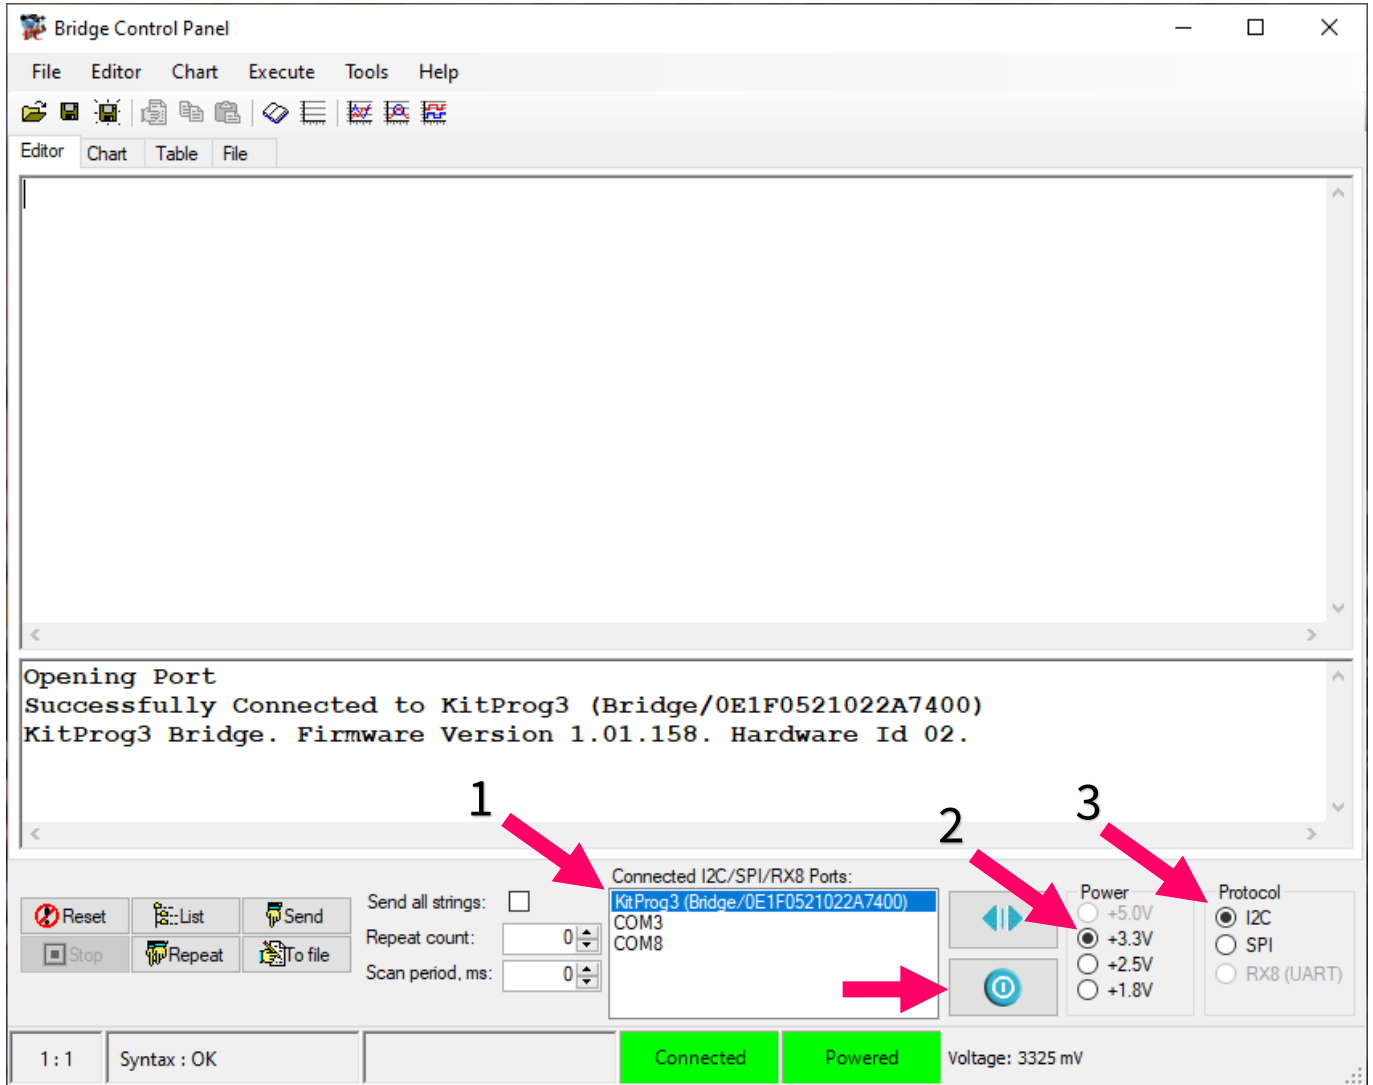 Bridge Control Panel
File Editor Chart Execute Tools Help
Editor Chart Table File
Opening Port
Successfully Connected to KitProg3 (Bridge/0E1F0521022A7400)
KitProg3 Bridge. Firmware Version 1.01.158. Hardware Id 02.
1
2
3
Connected I2C/SPI/RX8 Ports:
KitProg3 (Bridge/0E1F0521022A7400)
COM3
COM8
Reset List Send
Stop Repeat To file
Send all strings:
Repeat count: 0
Scan period, ms: 0
Power
+5.0V
+3.3V
+2.5V
+1.8V
Protocol
I2C
SPI
RX8 (UART)
1 : 1 Syntax : OK Connected Powered Voltage: 3325 mV